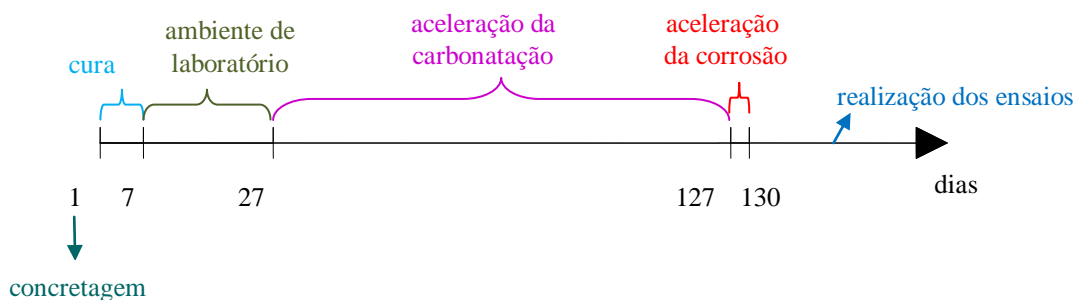 cura
ambiente de
laboratório
aceleração da
carbonatação
aceleração
da corrosão
realização dos ensaios
1 7 27 127 130 dias
concretagem